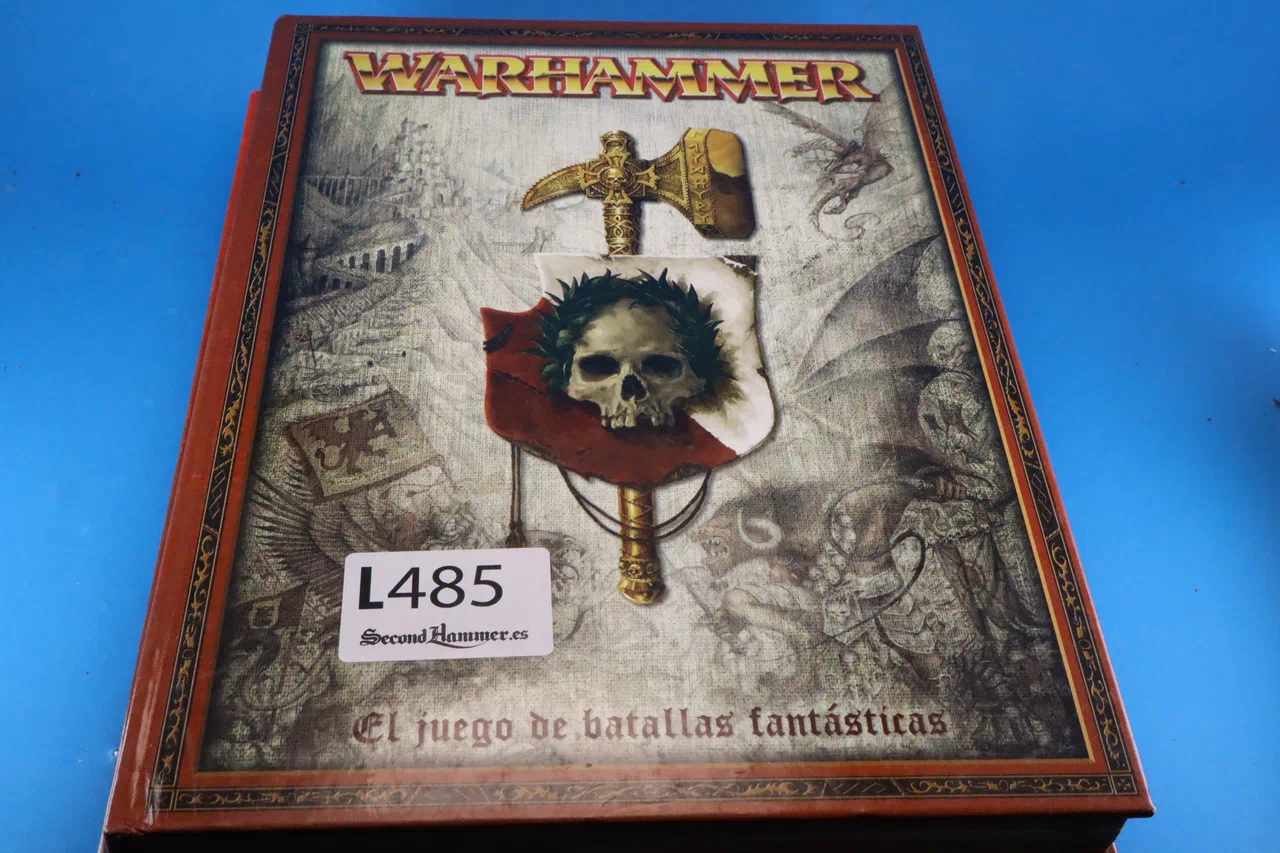 WARHAMMER
L485
SecondHammer.es
El juego de batallas fantásticas